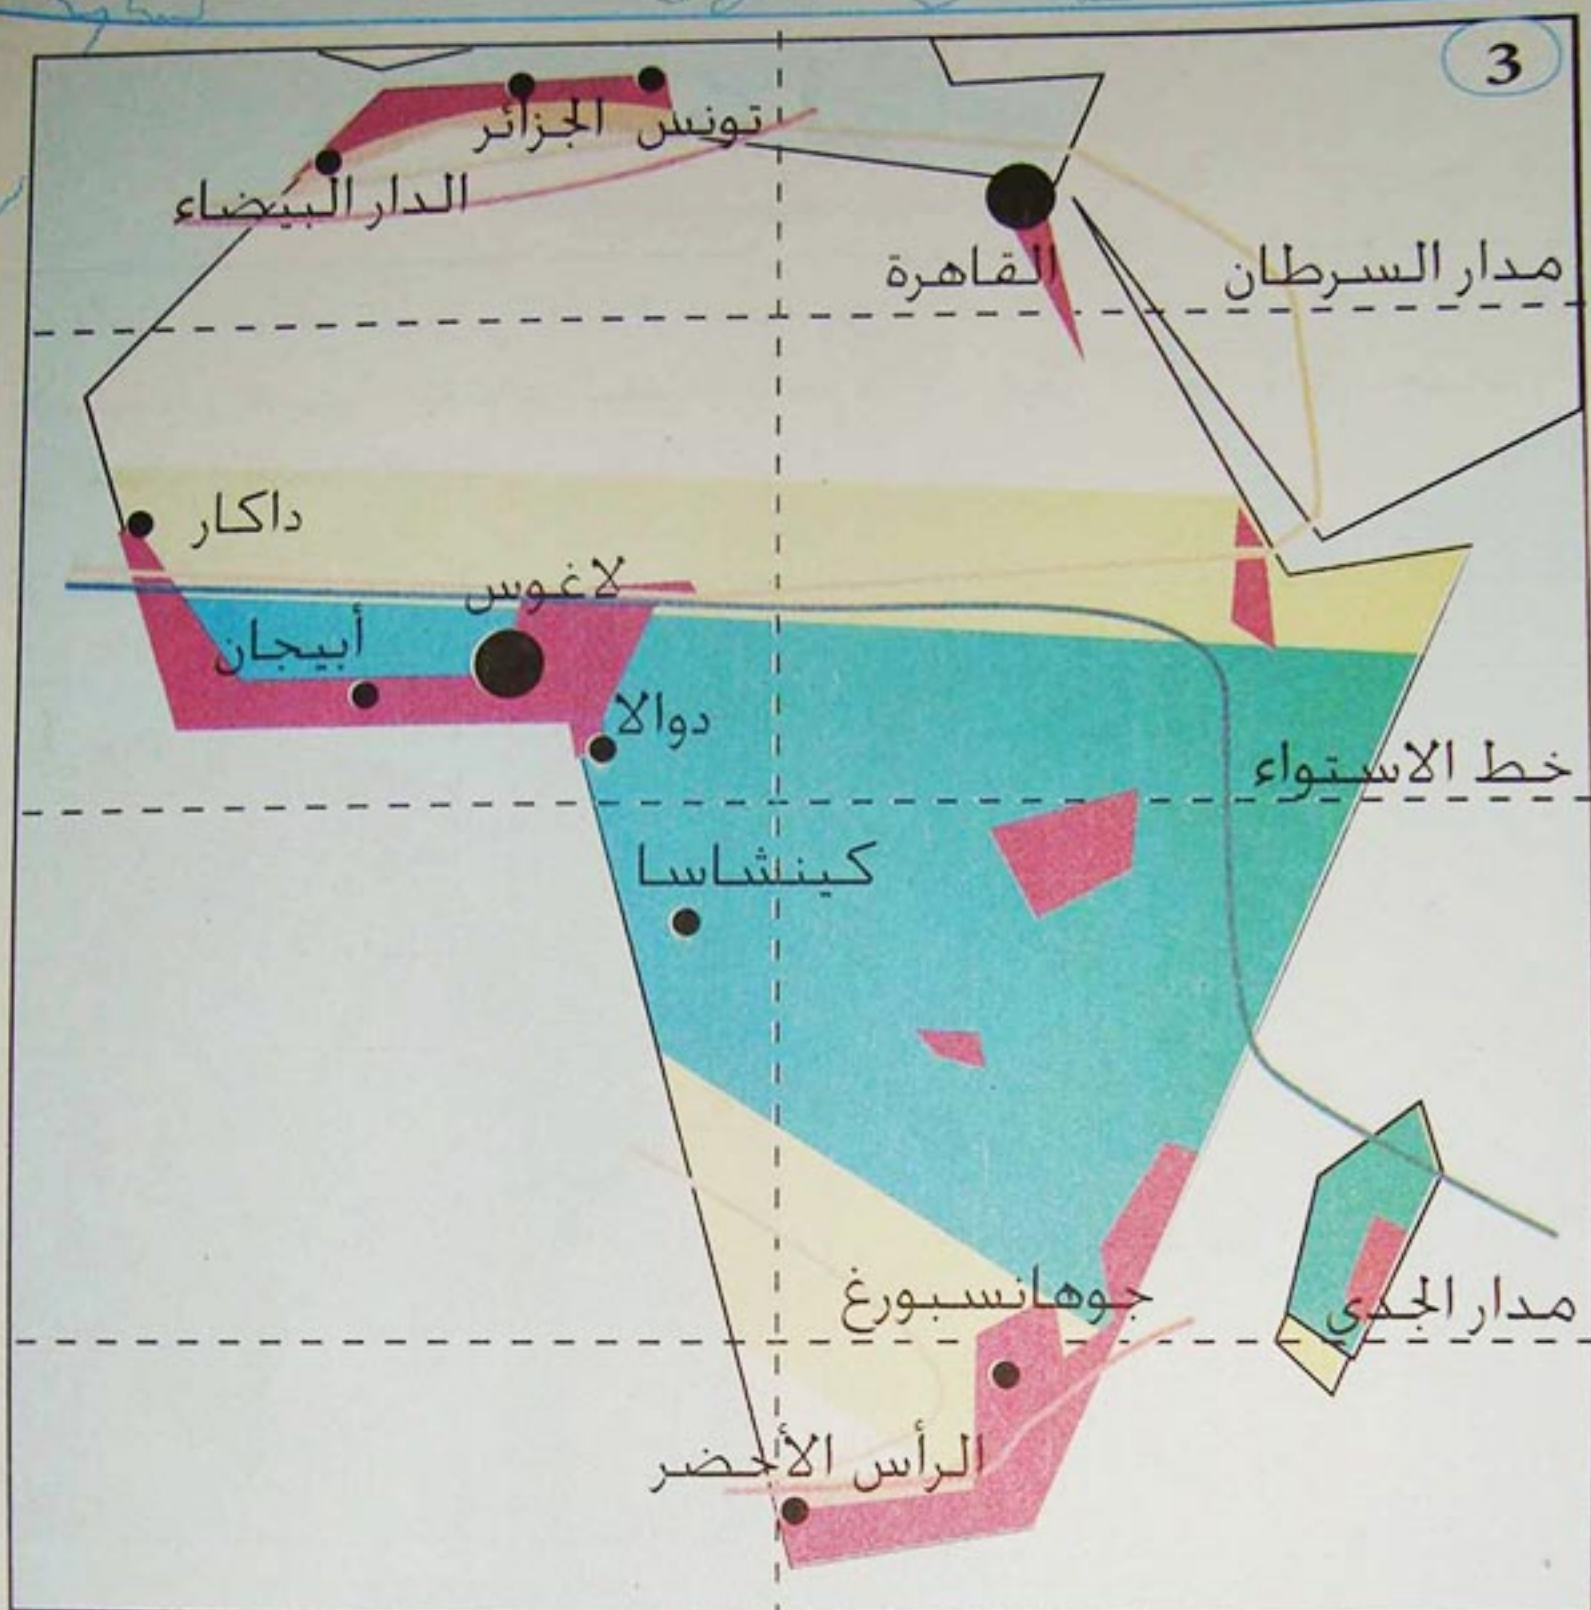 3
تونس
الجزائر
الدار البيضاء
القاهرة
مدار السرطان
داكار
لاغوس
أبيجان
دوالا
خط الاستواء
كينشاسا
جوهانسبورغ
مدار الجدي
الرأس الأخضر